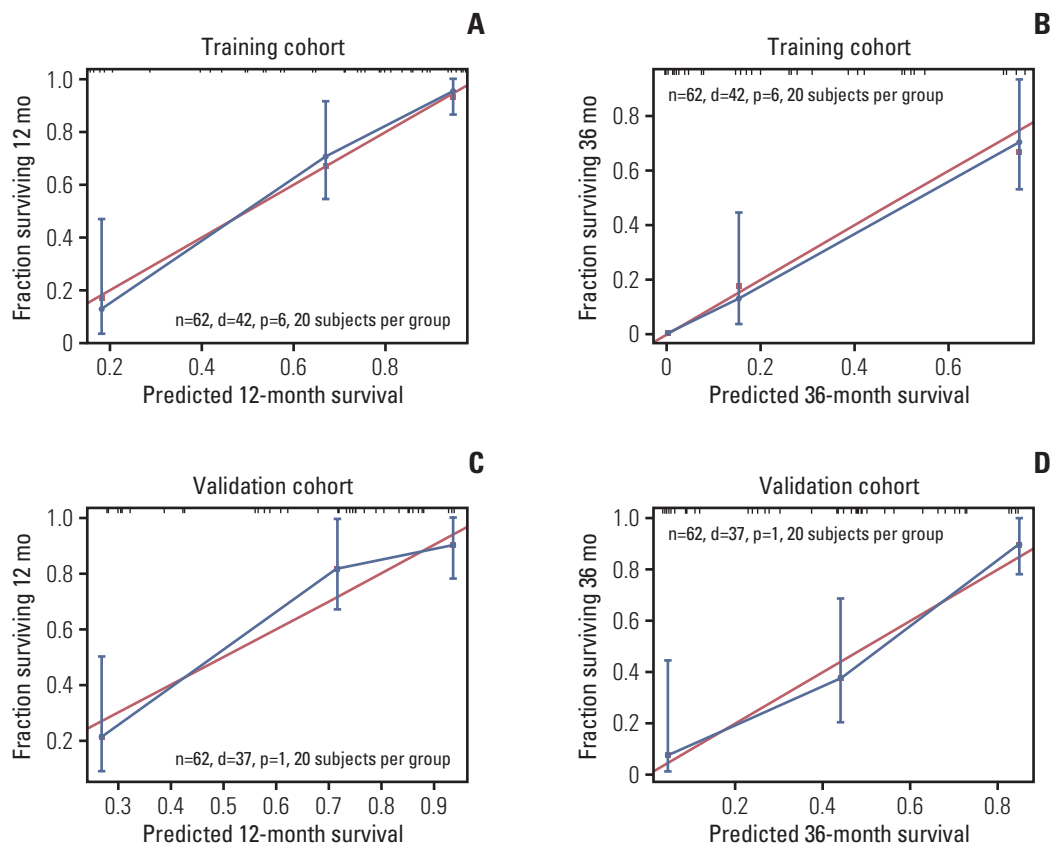 A
Training cohort
Fraction surviving 12 mo
1.0
0.8
0.6
0.4
0.2
0
n=62, d=42, p=6, 20 subjects per group
0.2 0.4 0.6 0.8
Predicted 12-month survival
B
Training cohort
Fraction surviving 36 mo
n=62, d=42, p=6, 20 subjects per group
0.8
0.6
0.4
0.2
0
0 0.2 0.4 0.6
Predicted 36-month survival
C
Validation cohort
Fraction surviving 12 mo
1.0
0.8
0.6
0.4
0.2
n=62, d=37, p=1, 20 subjects per group
0.3 0.4 0.5 0.6 0.7 0.8 0.9
Predicted 12-month survival
D
Validation cohort
Fraction surviving 36 mo
n=62, d=37, p=1, 20 subjects per group
1.0
0.8
0.6
0.4
0.2
0
0.2 0.4 0.6 0.8
Predicted 36-month survival